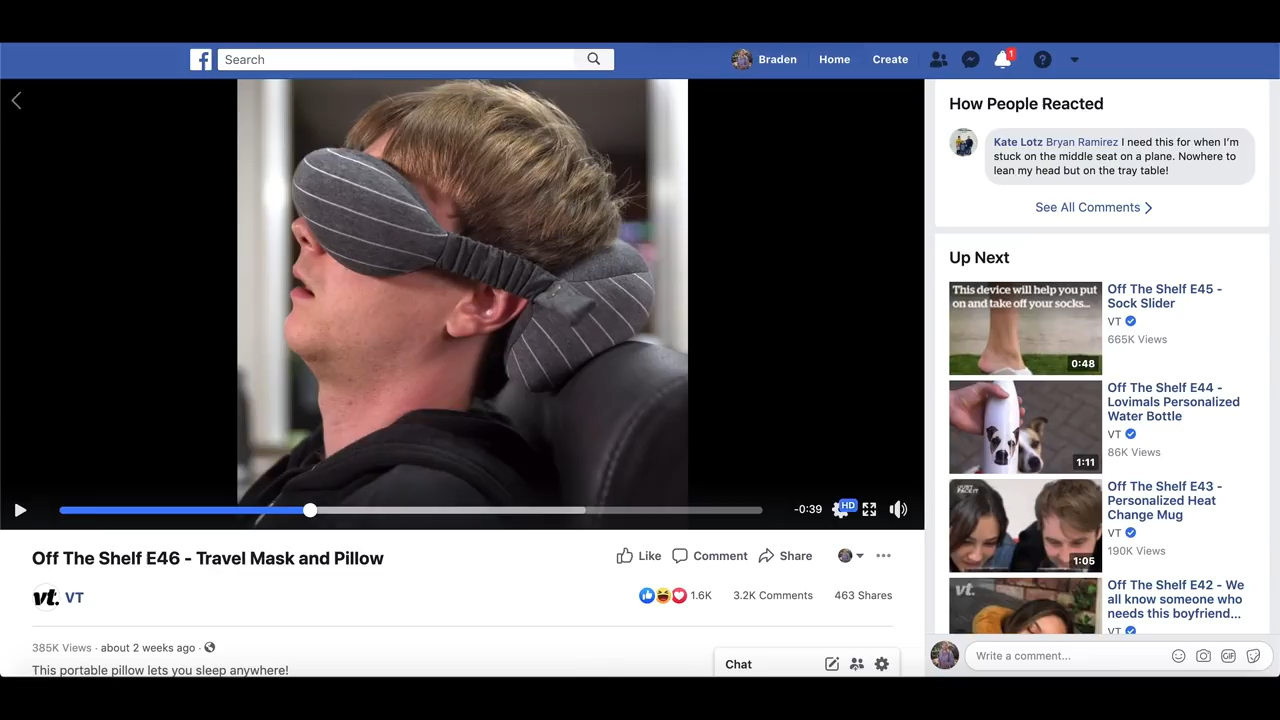 f
Search
Braden
Home
Create
1
?
How People Reacted
Kate Lotz Bryan Ramirez I need this for when I'm
stuck on the middle seat on a plane. Nowhere to
lean my head but on the tray table!
See All Comments
Up Next
This device will help you put
on and take off your socks...
0:48
Off The Shelf E45 -
Sock Slider
VT
665K Views
1:11
Off The Shelf E44 -
Lovimals Personalized
Water Bottle
VT
86K Views
JUST
FACE IT
1:05
Off The Shelf E43 -
Personalized Heat
Change Mug
VT
190K Views
vt.
Off The Shelf E42 - We
all know someone who
needs this boyfriend...
VT
-0:39
HD
Off The Shelf E46 - Travel Mask and Pillow
Like
Comment
Share
vt.
VT
1.6K
3.2K Comments
463 Shares
385K Views · about 2 weeks ago ·
This portable pillow lets you sleep anywhere!
Chat
Write a comment...
GIF